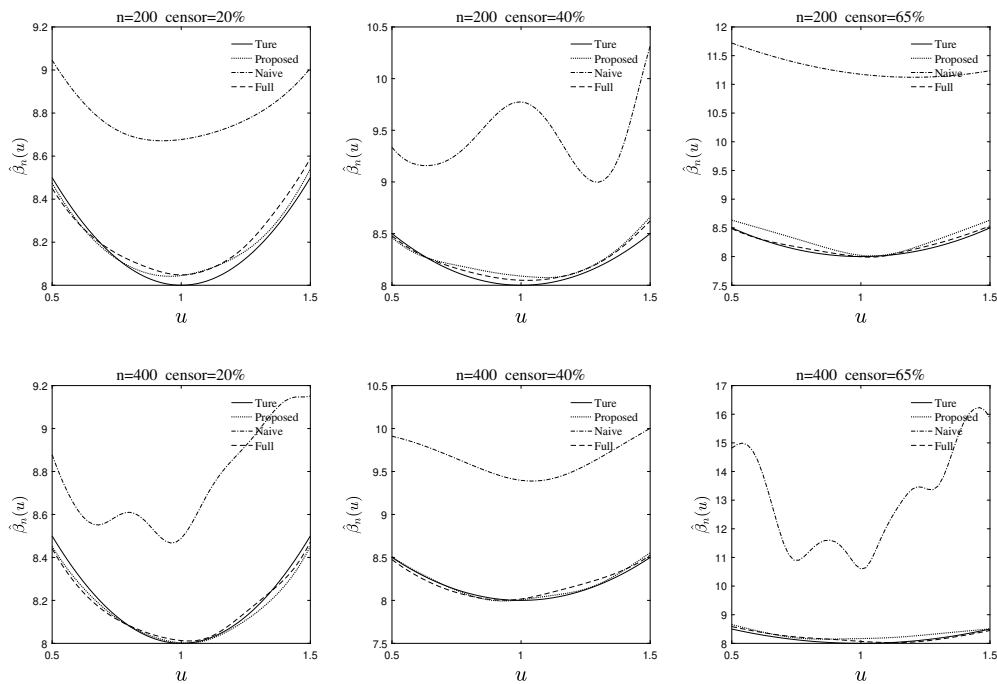 n=200 censor=20%
9.2
9
8.8
8.6
8.4
8.2
8
0.5 1 1.5
u
β̂n(u)
Ture
Proposed
Naive
Full
n=200 censor=40%
10.5
10
9.5
9
8.5
8
0.5 1 1.5
u
β̂n(u)
Ture
Proposed
Naive
Full
n=200 censor=65%
12
11.5
11
10.5
10
9.5
9
8.5
8
7.5
0.5 1 1.5
u
β̂n(u)
Ture
Proposed
Naive
Full
n=400 censor=20%
9.2
9
8.8
8.6
8.4
8.2
8
0.5 1 1.5
u
β̂n(u)
Ture
Proposed
Naive
Full
n=400 censor=40%
10.5
10
9.5
9
8.5
8
7.5
0.5 1 1.5
u
β̂n(u)
Ture
Proposed
Naive
Full
n=400 censor=65%
17
16
15
14
13
12
11
10
9
8
0.5 1 1.5
u
β̂n(u)
Ture
Proposed
Naive
Full